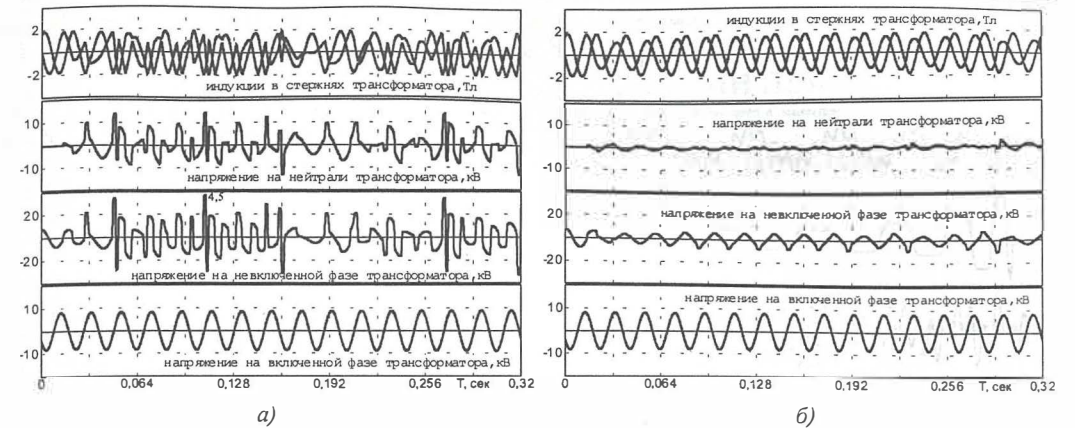 2
-2
индукции в стержнях трансформатора,Тл
10
-10
напряжение на нейтрали трансформатора,кВ
4,5
20
-20
напряжение на невключенной фазе трансформатора,кВ
10
-10
напряжение на включенной фазе трансформатора,кВ
0 0,064 0,128 0,192 0,256 Т, сек 0,32
а)
индукции в стержнях трансформатора,Тл
2
-2
10
напряжение на нейтрали трансформатора,кВ
-10
20
напряжение на невключенной фазе трансформатора,кВ
-20
напряжение на включенной фазе трансформатора,кВ
10
-10
0 0,064 0,128 0,192 0,256 Т, сек 0,32
б)